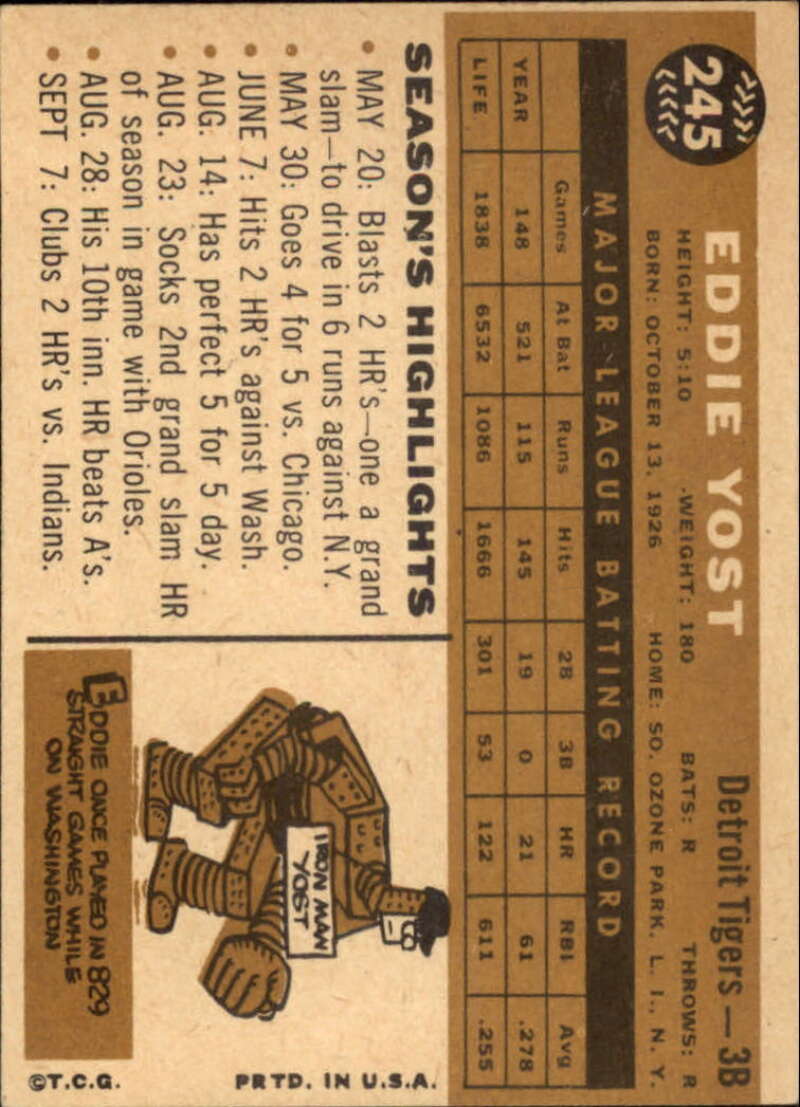 245
EDDIE YOST
Detroit Tigers — 3B
HEIGHT: 5:10 WEIGHT: 180 BATS: R THROWS: R
BORN: OCTOBER 13, 1926 HOME: SO. OZONE PARK, L. I., N. Y.
MAJOR LEAGUE BATTING RECORD
Games At Bat Runs Hits 2B 3B HR RBI Avg
YEAR 148 521 115 145 19 0 21 61 .278
LIFE 1838 6532 1086 1666 301 53 122 611 .255
SEASON'S HIGHLIGHTS
• MAY 20: Blasts 2 HR's—one a grand
slam—to drive in 6 runs against N.Y.
• MAY 30: Goes 4 for 5 vs. Chicago.
• JUNE 7: Hits 2 HR's against Wash.
• AUG. 14: Has perfect 5 for 5 day.
• AUG. 23: Socks 2nd grand slam HR
of season in game with Orioles.
• AUG. 28: His 10th inn. HR beats A's.
• SEPT 7: Clubs 2 HR's vs. Indians.
IRON MAN
YOST
EDDIE ONCE PLAYED IN 829
STRAIGHT GAMES WHILE
ON WASHINGTON
©T.C.G. PRTD. IN U.S.A.